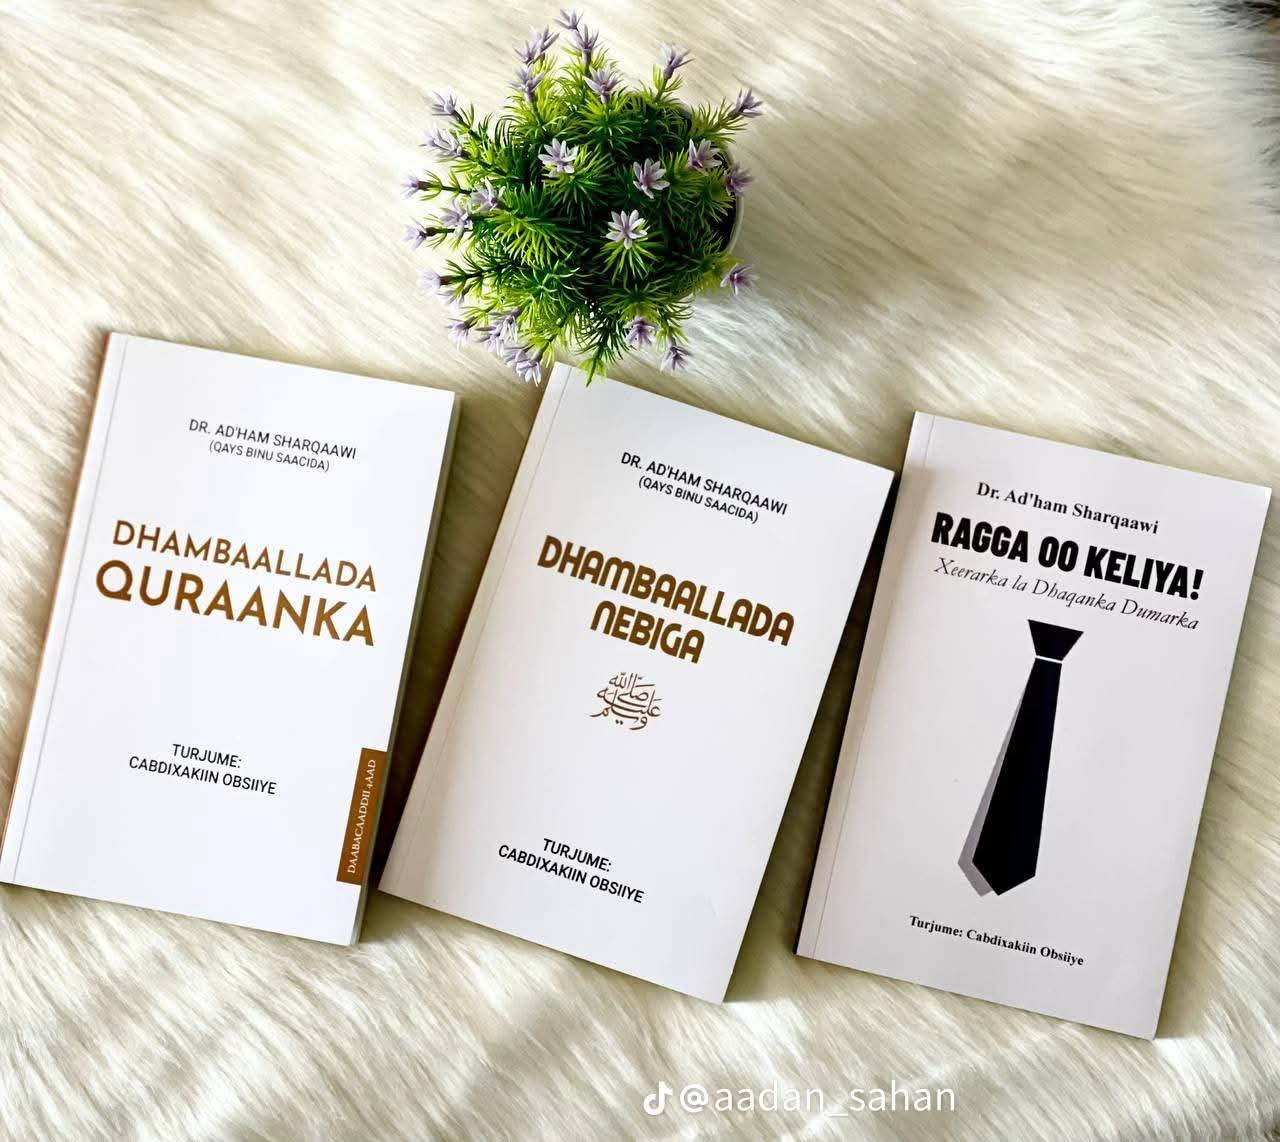 DR. AD'HAM SHARQAAWI
(QAYS BINU SAACIDA)
DHAMBAALLADA
QURAANKA
TURJUME:
CABDIXAKIIN OBSIIYE
DAABACAADDII 4AAD
DR. AD'HAM SHARQAAWI
(QAYS BINU SAACIDA)
DHAMBAALLADA
NEBIGA
صلى الله عليه وسلم
TURJUME:
CABDIXAKIIN OBSIIYE
Dr. Ad'ham Sharqaawi
RAGGA OO KELIYA!
Xeerarka la Dhaqanka Dumarka
Turjume: Cabdixakiin Obsiiye
@aadan_sahan